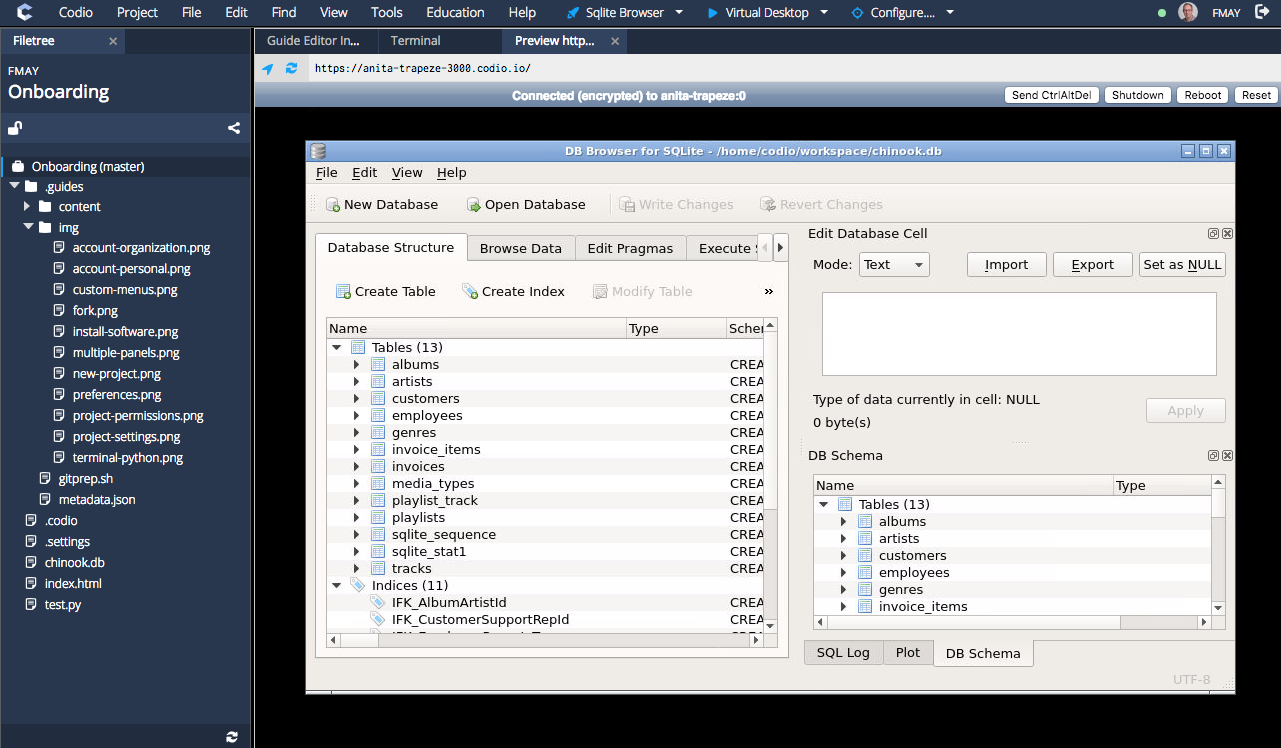 Codio Project File Edit Find View Tools Education Help Sqlite Browser Virtual Desktop Configure.... FMAY
Filetree
Guide Editor In... Terminal Preview http...
FMAY
Onboarding
https://anita-trapeze-3000.codio.io/
Connected (encrypted) to anita-trapeze:0 Send CtrlAltDel Shutdown Reboot Reset
Onboarding (master)
.guides
content
img
account-organization.png
account-personal.png
custom-menus.png
fork.png
install-software.png
multiple-panels.png
new-project.png
preferences.png
project-permissions.png
project-settings.png
terminal-python.png
gitprep.sh
metadata.json
.codio
.settings
chinook.db
index.html
test.py
DB Browser for SQLite - /home/codio/workspace/chinook.db
File Edit View Help
New Database Open Database Write Changes Revert Changes
Database Structure Browse Data Edit Pragmas Execute
Create Table Create Index Modify Table »
Name Type Scher
Tables (13)
albums CREA
artists CREA
customers CREA
employees CREA
genres CREA
invoice_items CREA
invoices CREA
media_types CREA
playlist_track CREA
playlists CREA
sqlite_sequence CREA
sqlite_stat1 CREA
tracks CREA
Indices (11)
IFK_AlbumArtistId CREA
IFK_CustomerSupportRepId CREA
Edit Database Cell
Mode: Text Import Export Set as NULL
Type of data currently in cell: NULL
0 byte(s)
Apply
DB Schema
Name Type
Tables (13)
albums
artists
customers
employees
genres
invoice_items
SQL Log Plot DB Schema
UTF-8